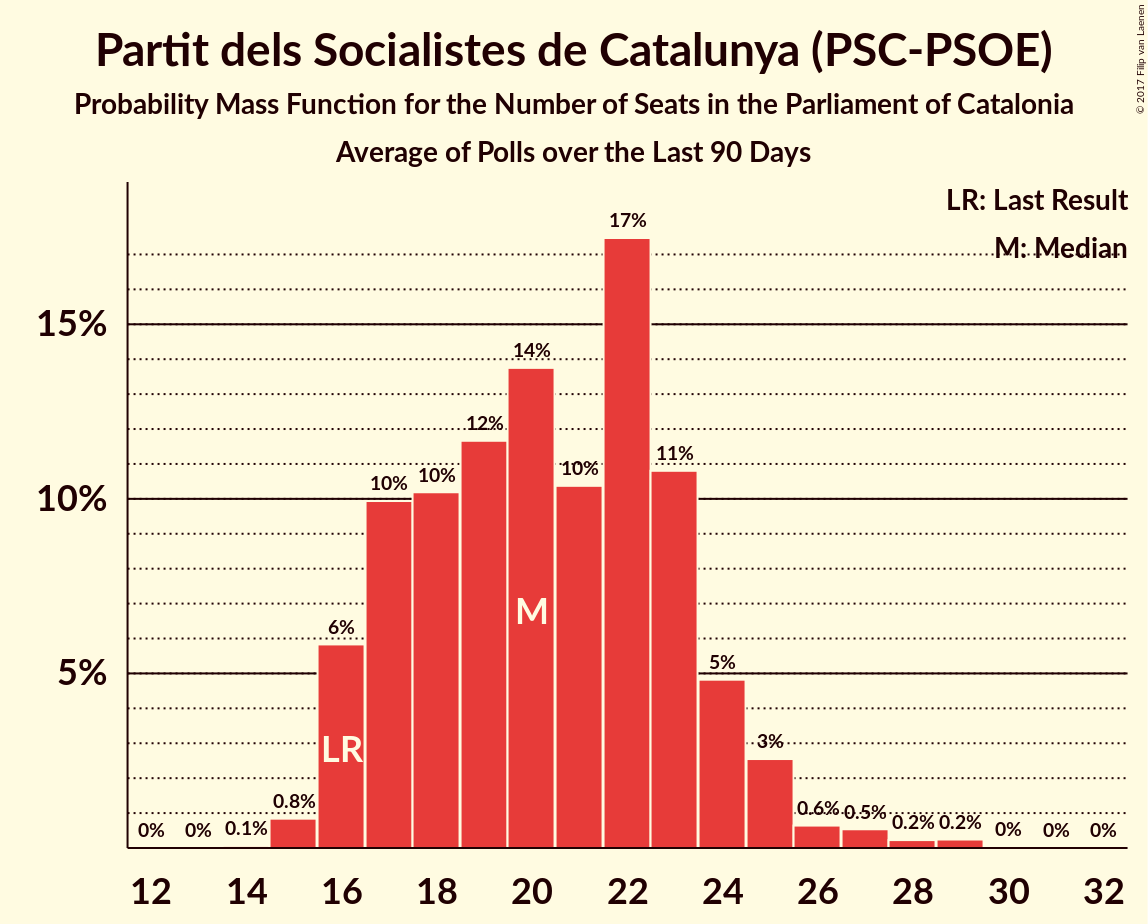 Partit dels Socialistes de Catalunya (PSC-PSOE)
Probability Mass Function for the Number of Seats in the Parliament of Catalonia
Average of Polls over the Last 90 Days
© 2017 Filip van Laenen
LR: Last Result
M: Median
15%
10%
5%
0%
0%
0.1%
0.8%
6%
10%
10%
12%
14%
10%
17%
11%
5%
3%
0.6%
0.5%
0.2%
0.2%
0%
0%
0%
LR
M
12 14 16 18 20 22 24 26 28 30 32